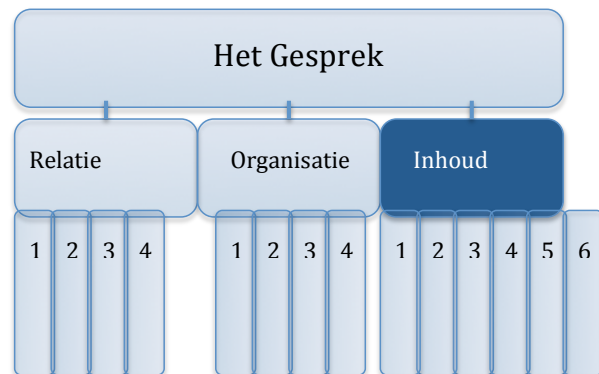 Het Gesprek
Relatie Organisatie Inhoud
1 2 3 4 1 2 3 4 1 2 3 4 5 6